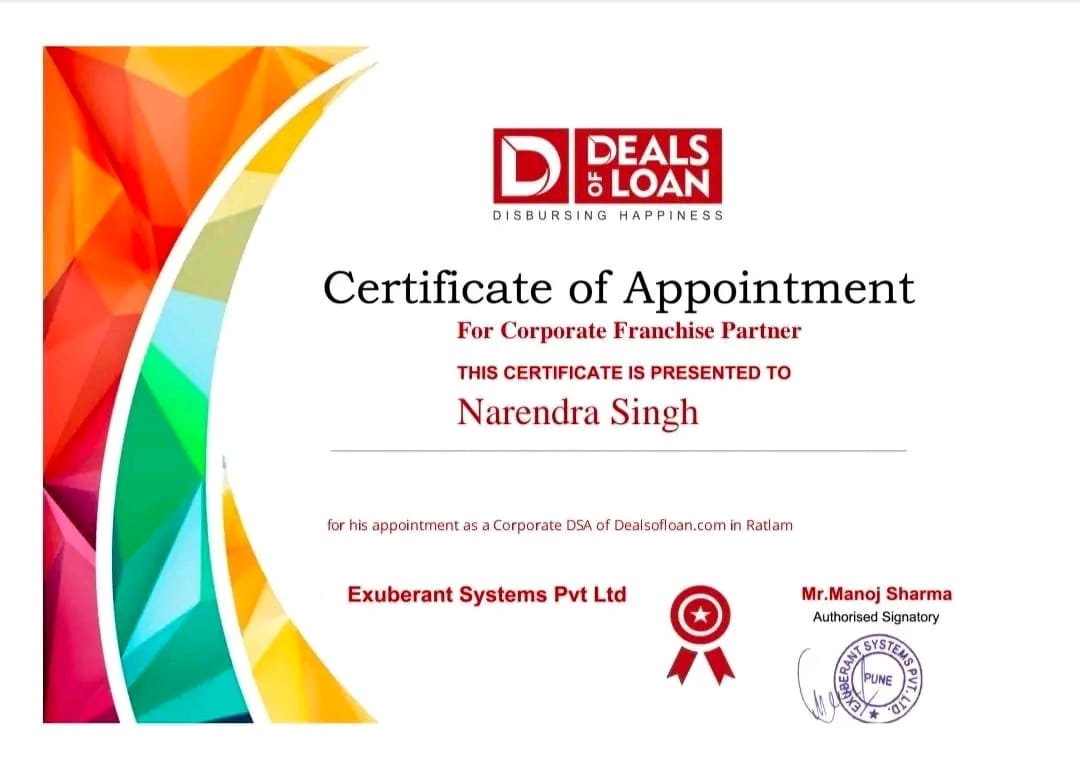 D DEALS
OF LOAN
DISBURSING HAPPINESS
Certificate of Appointment
For Corporate Franchise Partner
THIS CERTIFICATE IS PRESENTED TO
Narendra Singh
for his appointment as a Corporate DSA of Dealsofloan.com in Ratlam
Exuberant Systems Pvt Ltd
Mr.Manoj Sharma
Authorised Signatory
EXUBERANT SYSTEMS PVT. LTD.
PUNE